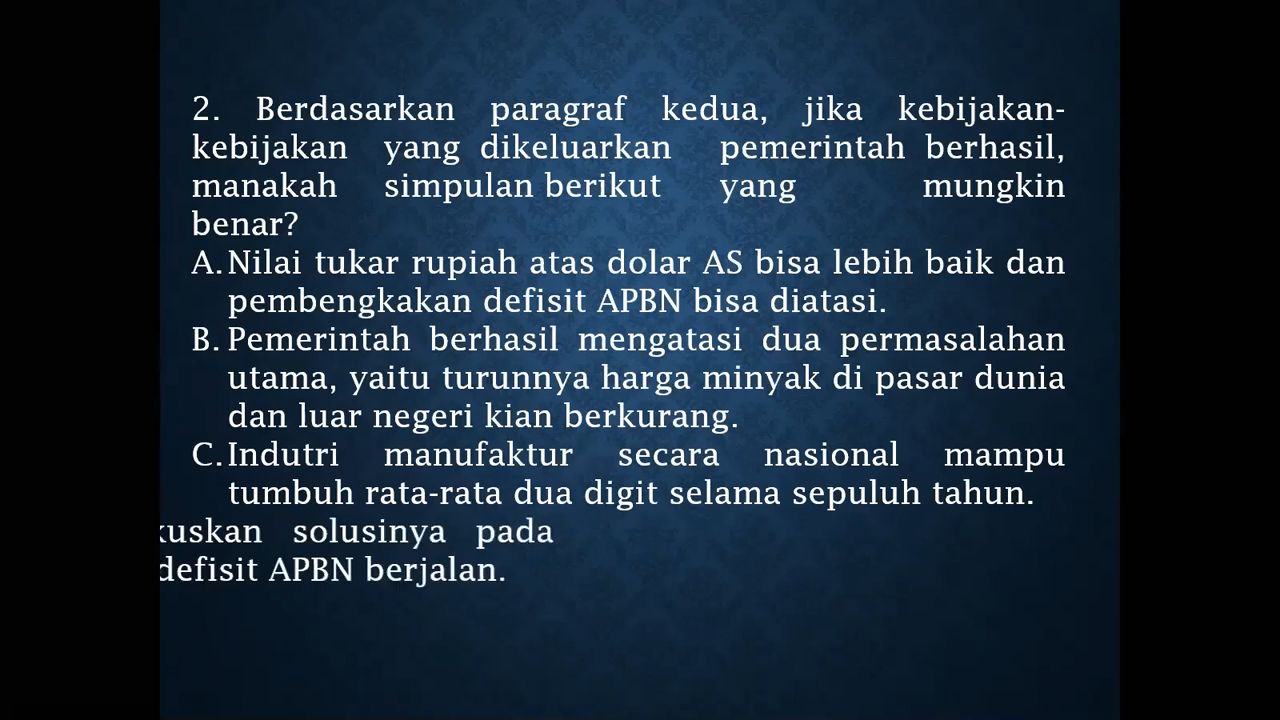 2. Berdasarkan paragraf kedua, jika kebijakan-
kebijakan yang dikeluarkan pemerintah berhasil,
manakah simpulan berikut yang mungkin
benar?
A. Nilai tukar rupiah atas dolar AS bisa lebih baik dan
pembengkakan defisit APBN bisa diatasi.
B. Pemerintah berhasil mengatasi dua permasalahan
utama, yaitu turunnya harga minyak di pasar dunia
dan luar negeri kian berkurang.
C. Indutri manufaktur secara nasional mampu
tumbuh rata-rata dua digit selama sepuluh tahun.
solusinya pada
defisit APBN berjalan.